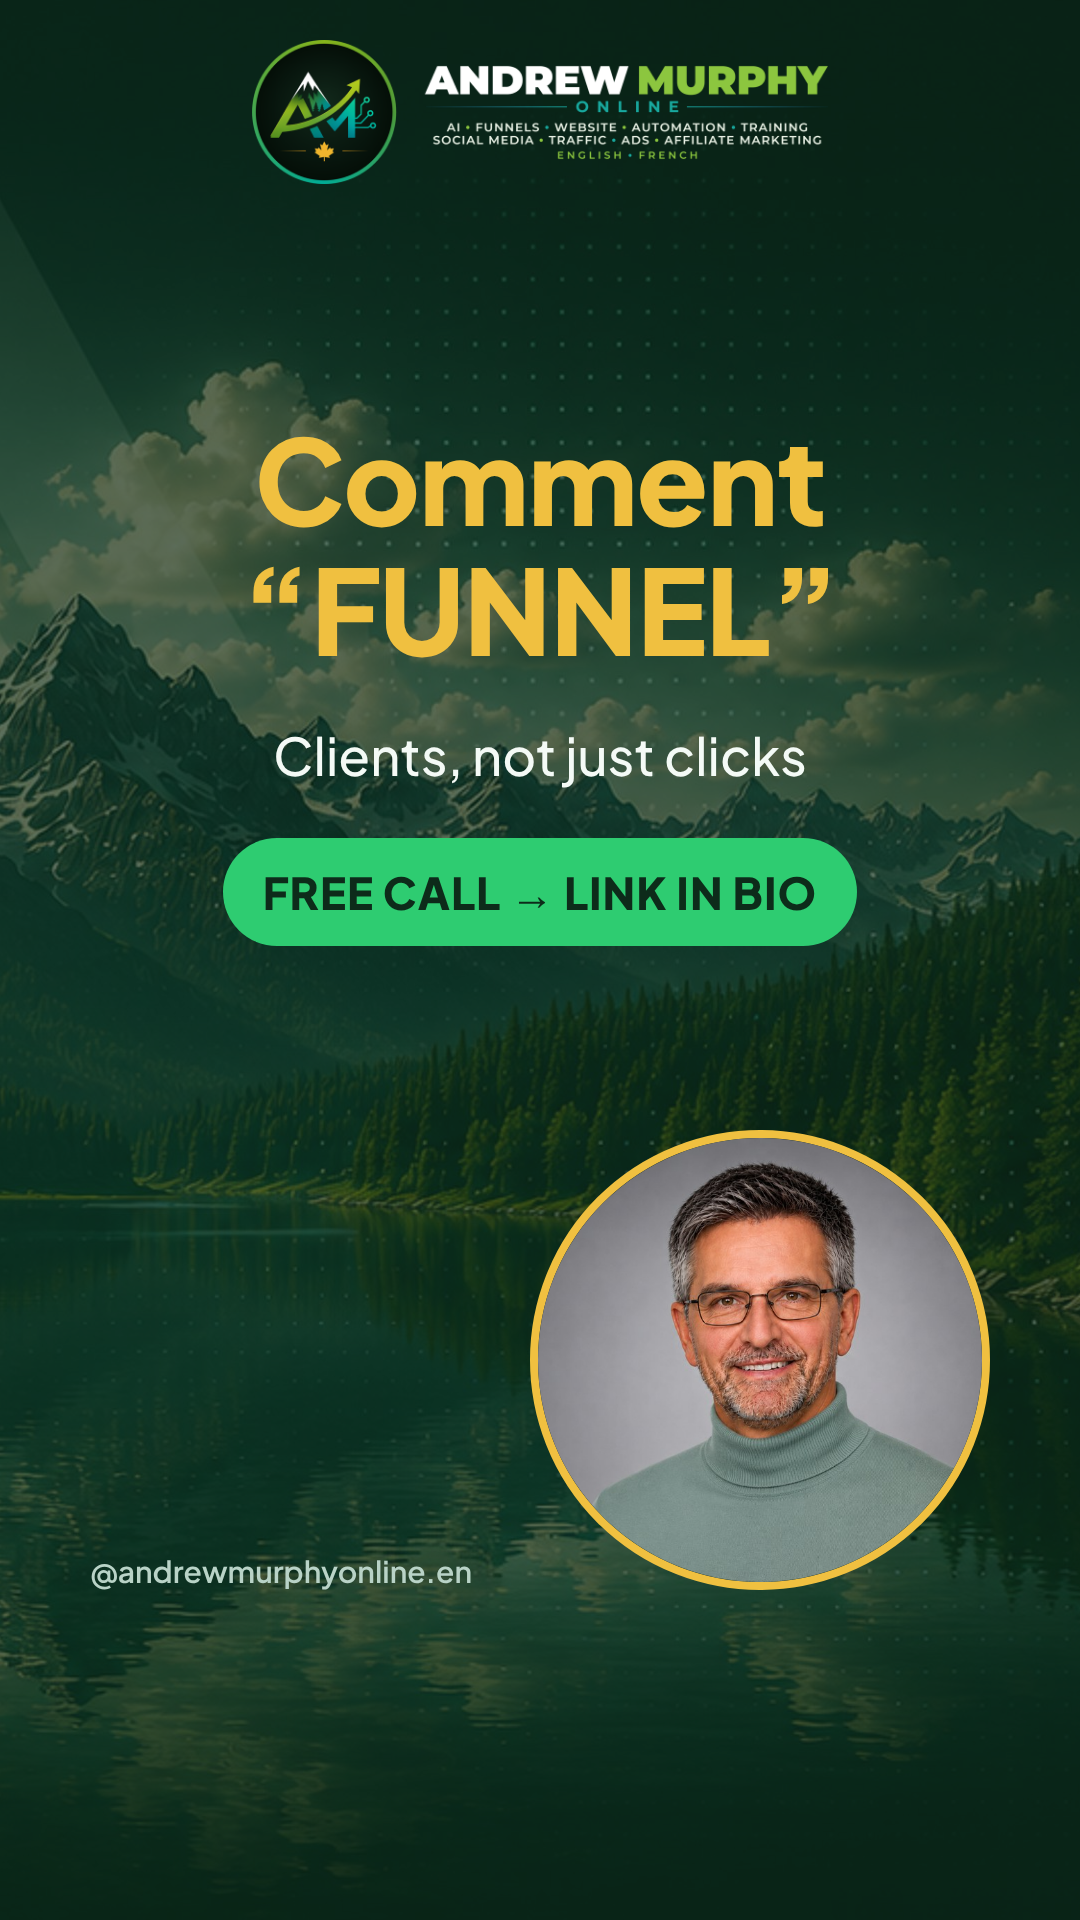 ANDREW MURPHY
ONLINE
AI • FUNNELS • WEBSITE • AUTOMATION • TRAINING
SOCIAL MEDIA • TRAFFIC • ADS • AFFILIATE MARKETING
ENGLISH • FRENCH
Comment
“FUNNEL”
Clients, not just clicks
FREE CALL → LINK IN BIO
@andrewmurphyonline.en